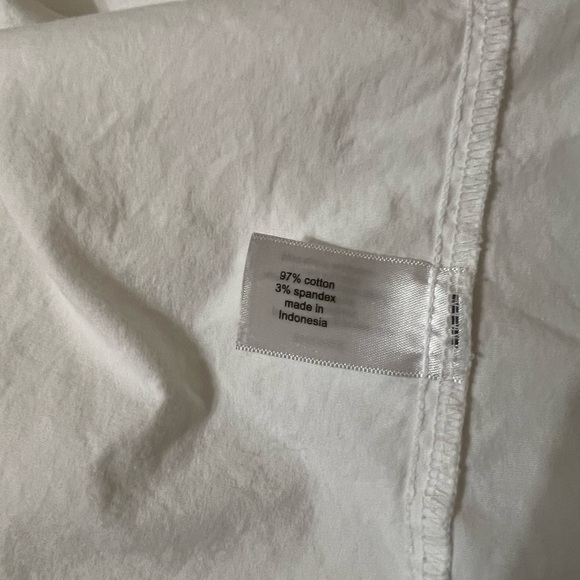 97% cotton
3% spandex
made in
Indonesia